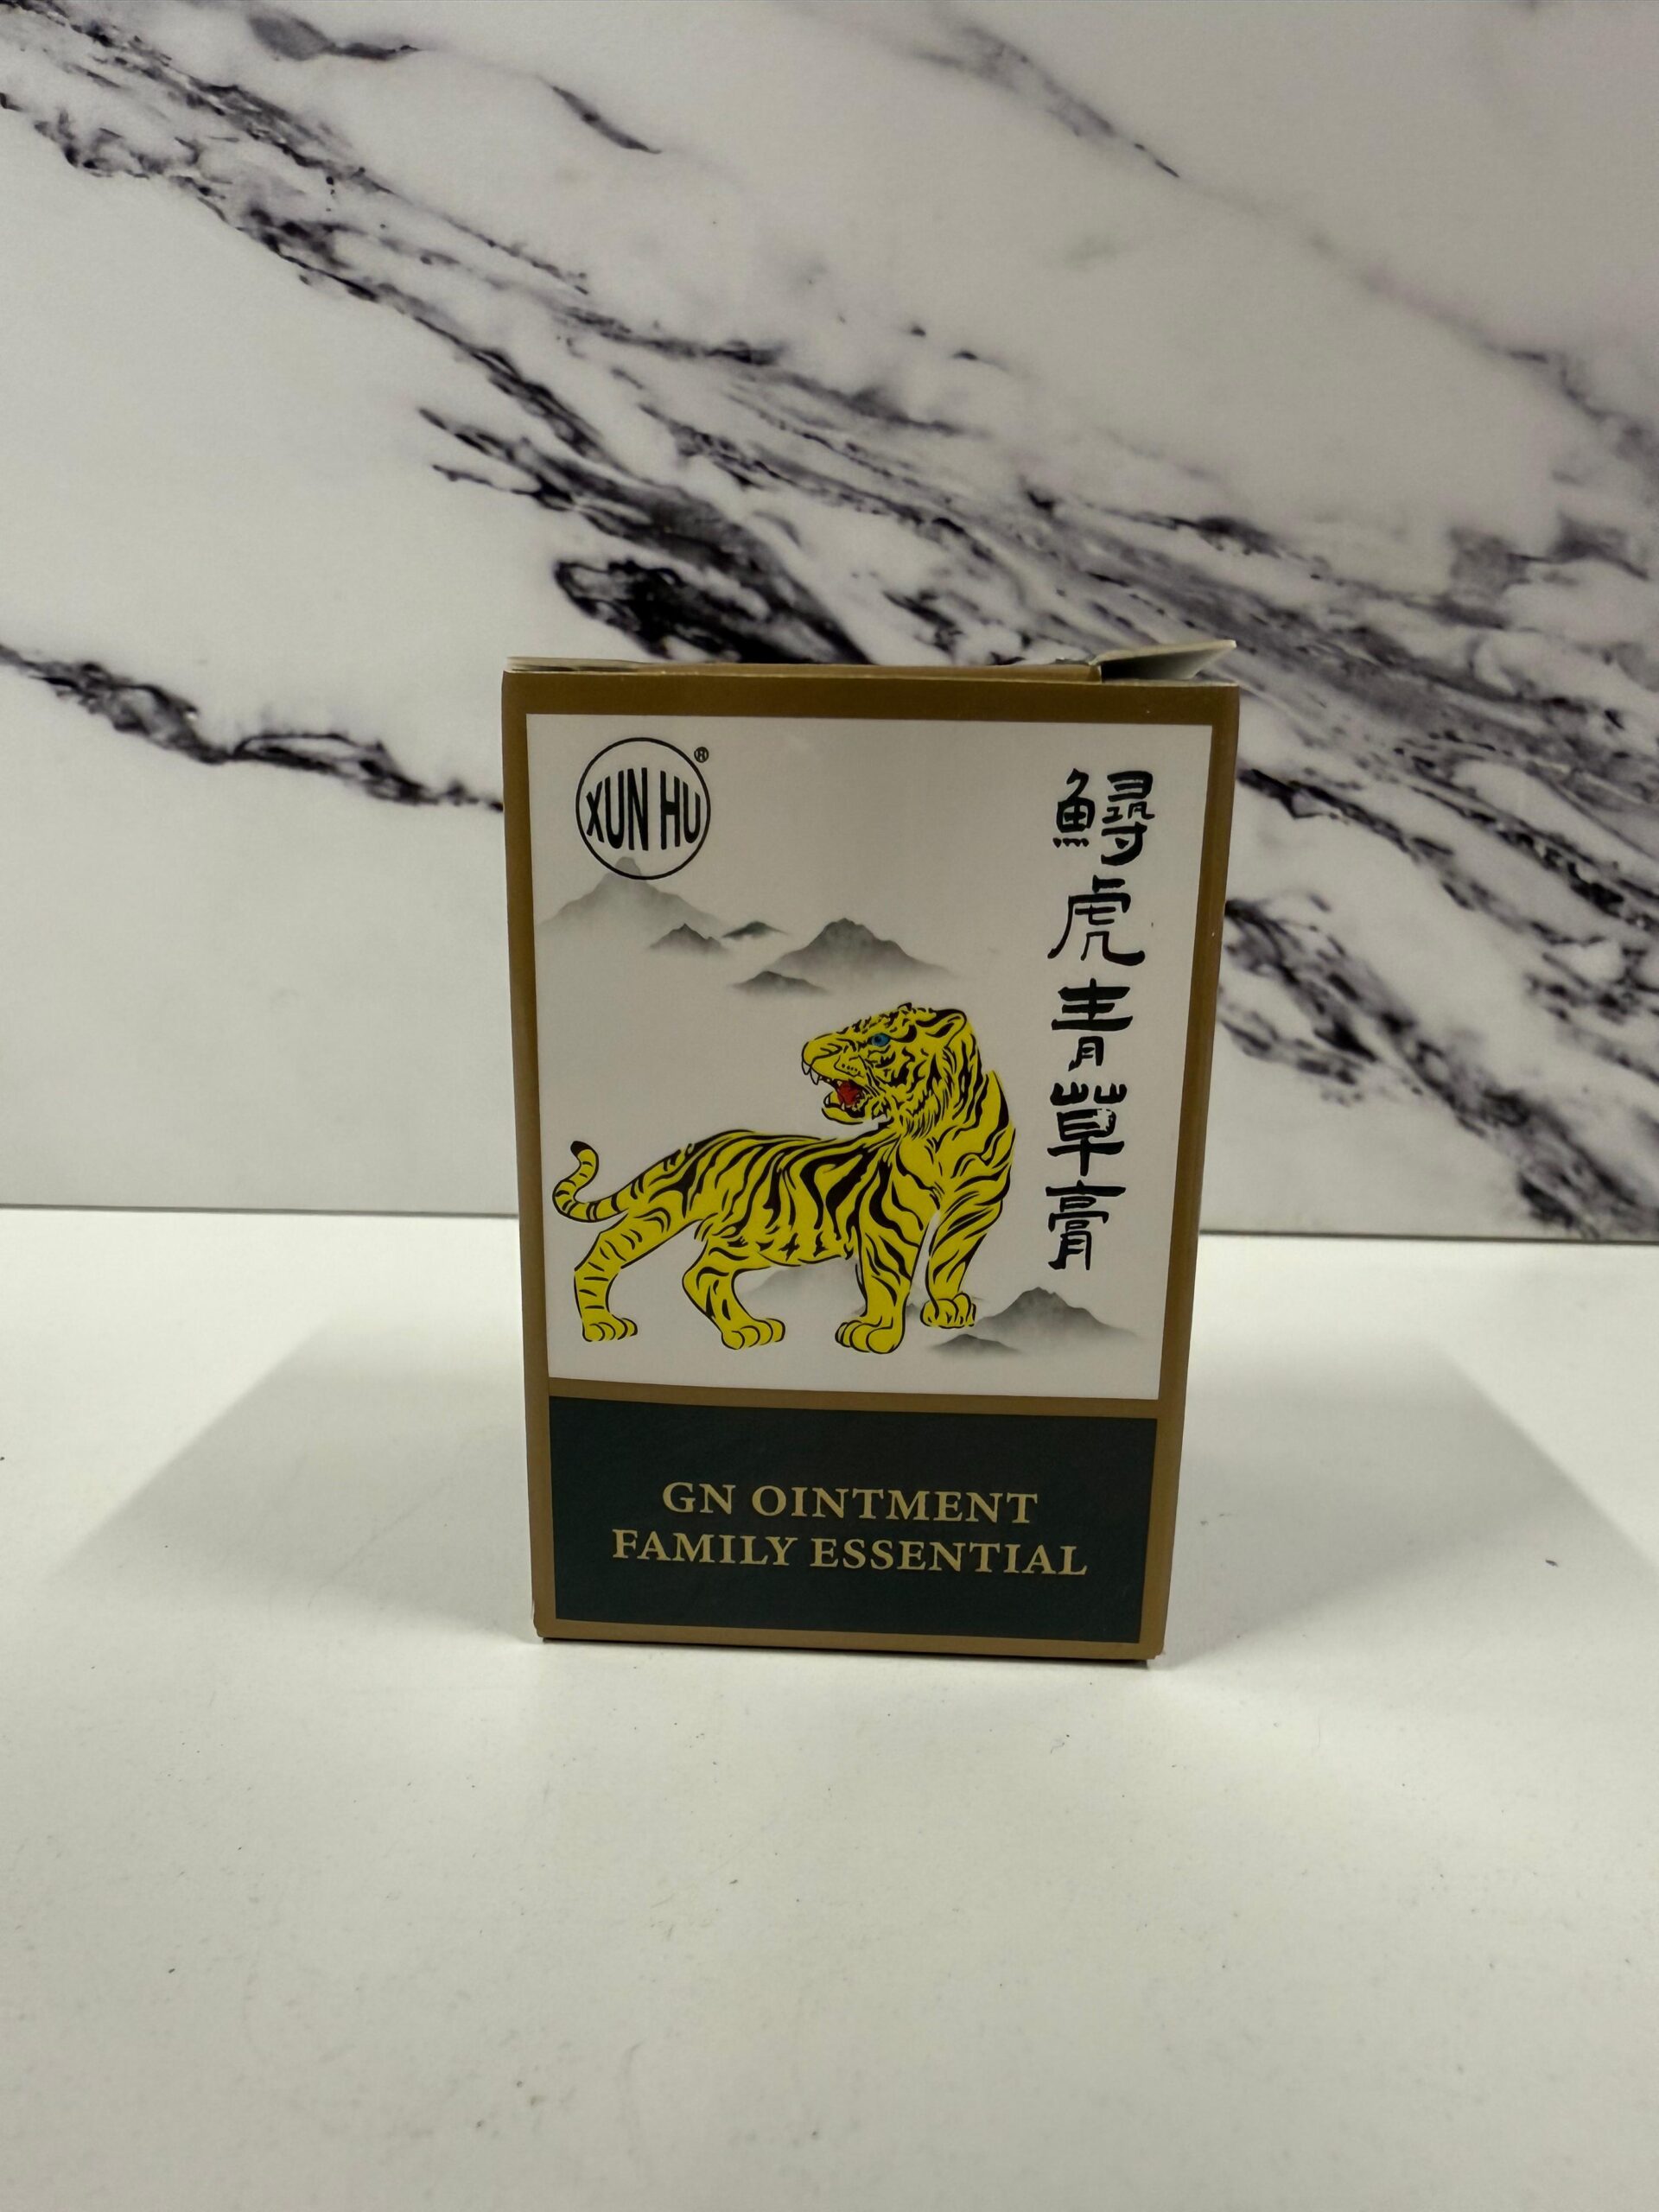 XUN HU®
鱘虎青草膏
GN OINTMENT
FAMILY ESSENTIAL